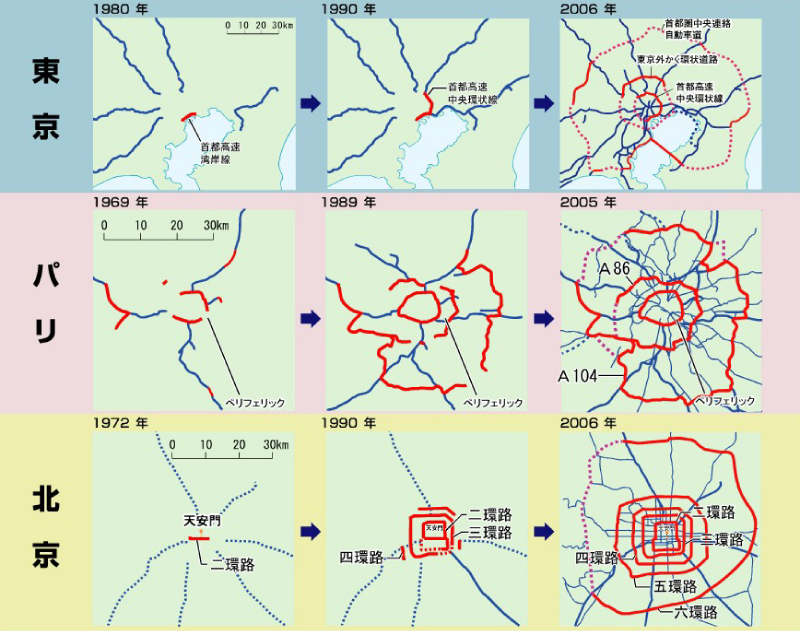 東京
1980 年
0 10 20 30km
首都高速
湾岸線
1990 年
首都高速
中央環状線
2006 年
首都圏中央連絡
自動車道
東京外かく環状道路
首都高速
中央環状線
パリ
1969 年
0 10 20 30km
ペリフェリック
1989 年
ペリフェリック
2005 年
A86
A104
ペリフェリック
北京
1972 年
0 10 20 30km
天安門
二環路
1990 年
天安門
二環路
三環路
四環路
2006 年
二環路
三環路
四環路
五環路
六環路